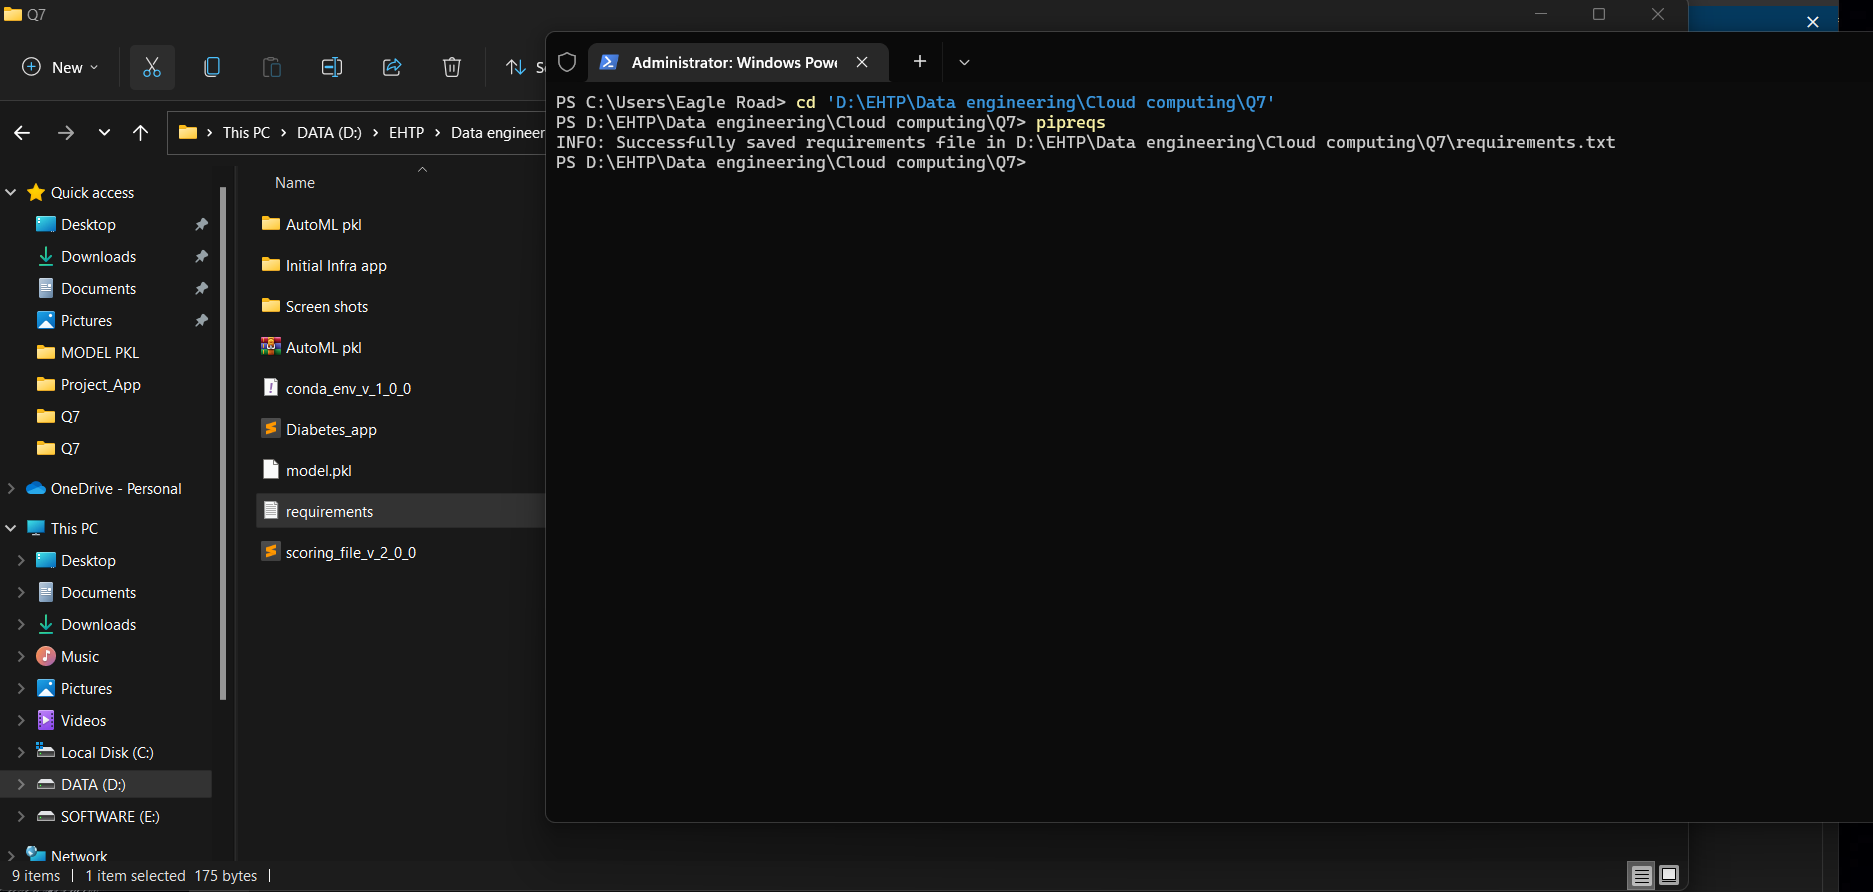 Q7
New
S
This PC > DATA (D:) > EHTP > Data engineer
Name
Quick access
Desktop
Downloads
Documents
Pictures
MODEL PKL
Project_App
Q7
Q7
OneDrive - Personal
This PC
Desktop
Documents
Downloads
Music
Pictures
Videos
Local Disk (C:)
DATA (D:)
SOFTWARE (E:)
Network
AutoML pkl
Initial Infra app
Screen shots
AutoML pkl
conda_env_v_1_0_0
Diabetes_app
model.pkl
requirements
scoring_file_v_2_0_0
9 items
1 item selected 175 bytes
Administrator: Windows Powe
PS C:\Users\Eagle Road> cd 'D:\EHTP\Data engineering\Cloud computing\Q7'
PS D:\EHTP\Data engineering\Cloud computing\Q7> pipreqs
INFO: Successfully saved requirements file in D:\EHTP\Data engineering\Cloud computing\Q7\requirements.txt
PS D:\EHTP\Data engineering\Cloud computing\Q7>